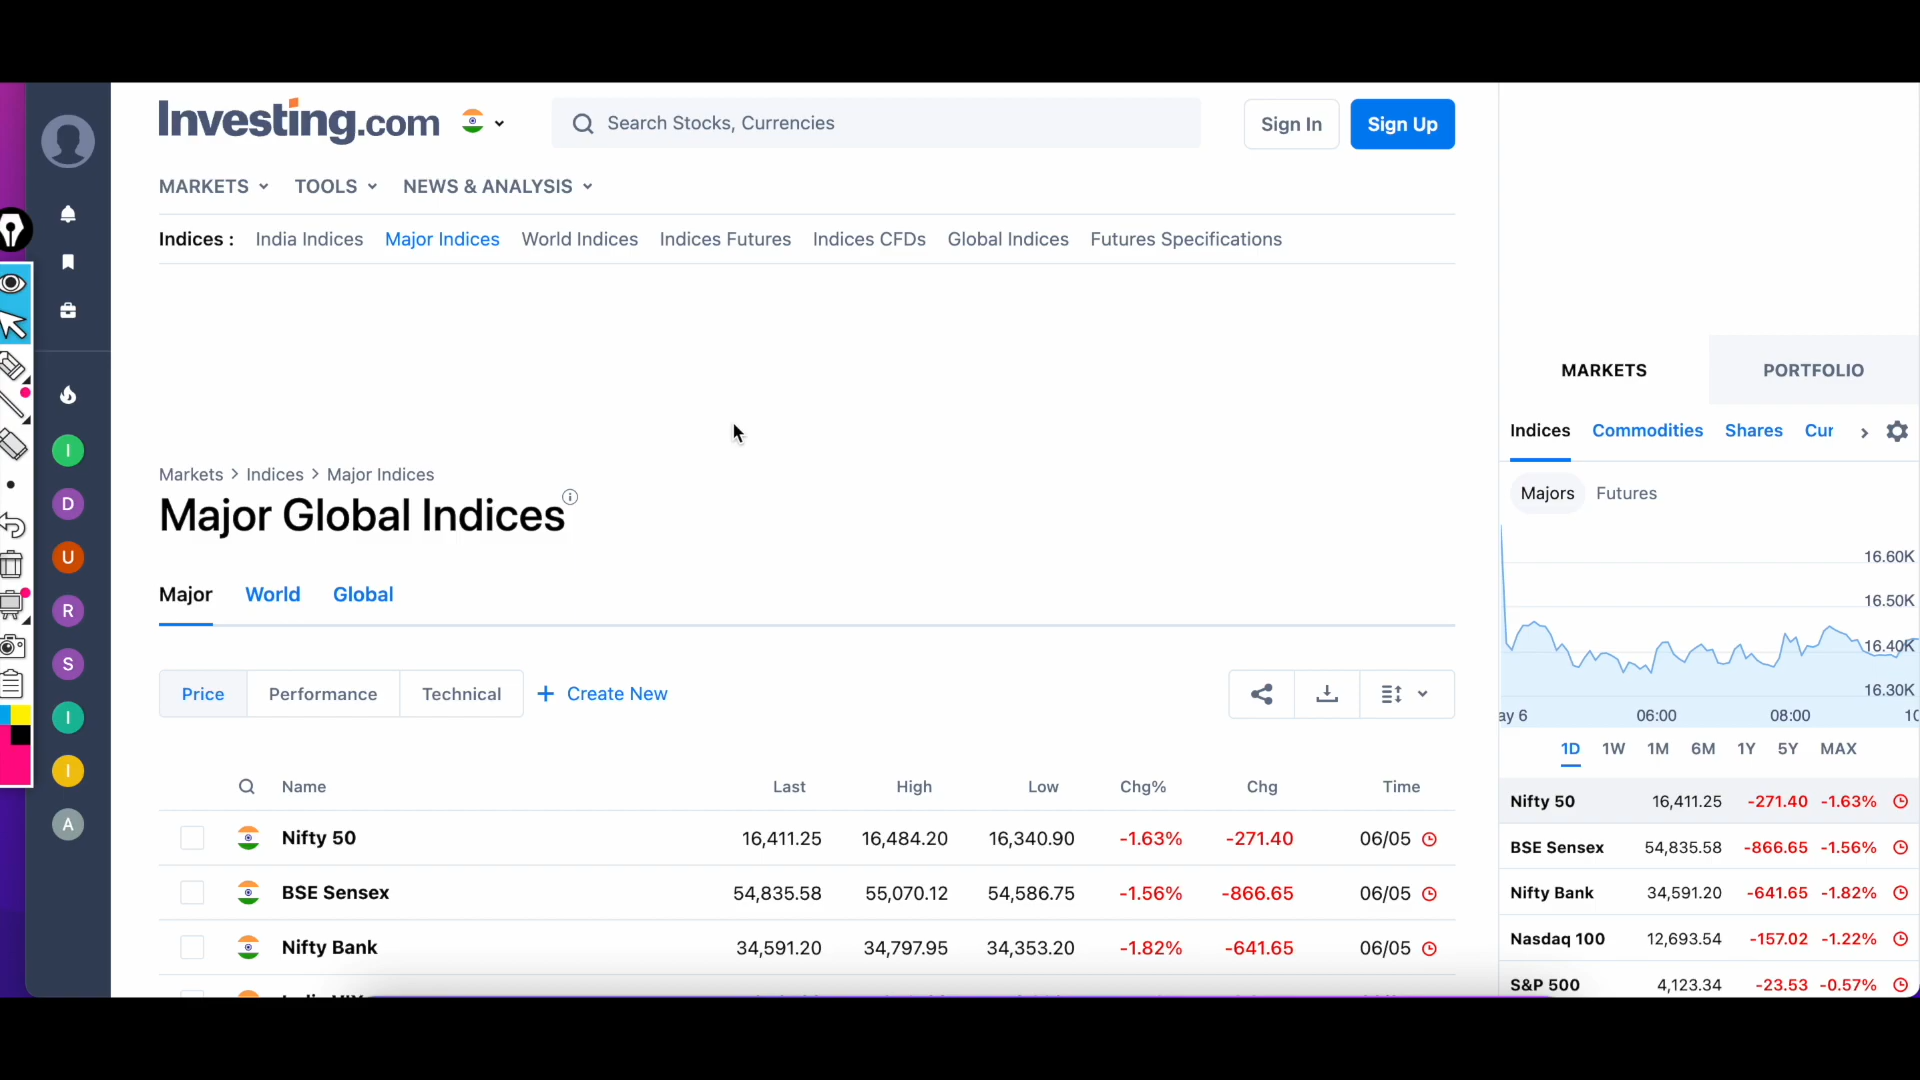 Investing.com
Search Stocks, Currencies
Sign In
Sign Up
MARKETS TOOLS NEWS & ANALYSIS
Indices : India Indices Major Indices World Indices Indices Futures Indices CFDs Global Indices Futures Specifications
Markets > Indices > Major Indices
Major Global Indices
Major World Global
Price Performance Technical + Create New
Name Last High Low Chg% Chg Time
Nifty 50 16,411.25 16,484.20 16,340.90 -1.63% -271.40 06/05
BSE Sensex 54,835.58 55,070.12 54,586.75 -1.56% -866.65 06/05
Nifty Bank 34,591.20 34,797.95 34,353.20 -1.82% -641.65 06/05
I
D
U
R
S
I
I
A
MARKETS PORTFOLIO
Indices Commodities Shares Cur >
Majors Futures
16.60K
16.50K
16.40K
16.30K
ay 6 06:00 08:00 10
1D 1W 1M 6M 1Y 5Y MAX
Nifty 50 16,411.25 -271.40 -1.63%
BSE Sensex 54,835.58 -866.65 -1.56%
Nifty Bank 34,591.20 -641.65 -1.82%
Nasdaq 100 12,693.54 -157.02 -1.22%
S&P 500 4,123.34 -23.53 -0.57%